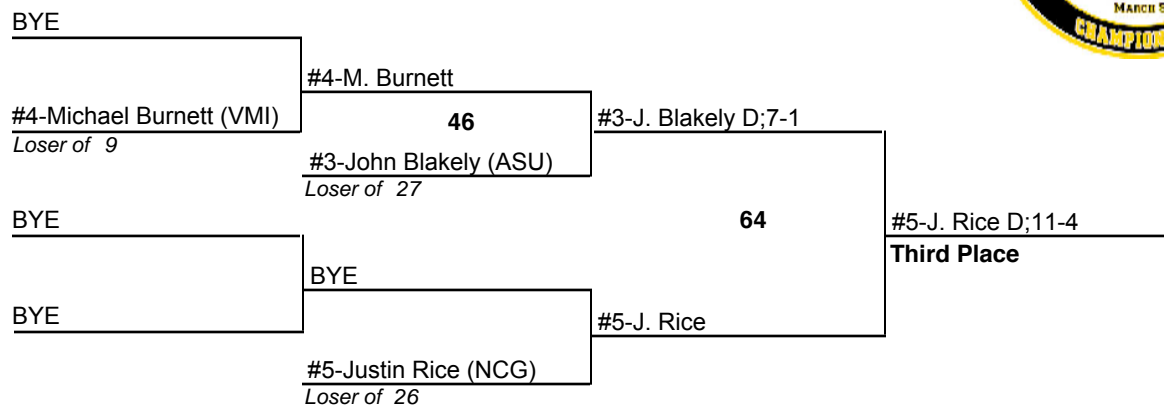 MARCH 8
BYE
#4-M. Burnett
#4-Michael Burnett (VMI)
46
#3-J. Blakely D;7-1
Loser of 9
#3-John Blakely (ASU)
Loser of 27
BYE
64
#5-J. Rice D;11-4
Third Place
BYE
BYE
#5-J. Rice
#5-Justin Rice (NCG)
Loser of 26